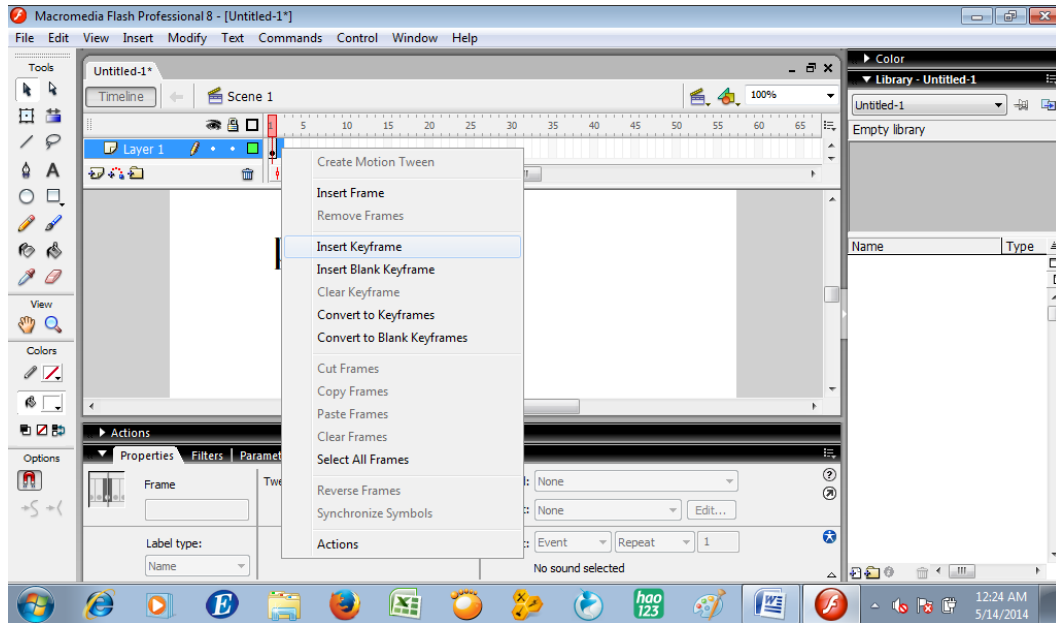 Macromedia Flash Professional 8 - [Untitled-1*]
File Edit View Insert Modify Text Commands Control Window Help
Tools
View
Colors
Options
Untitled-1*
Timeline Scene 1 100%
1 5 10 15 20 25 30 35 40 45 50 55 60 65
Layer 1
Create Motion Tween
Insert Frame
Remove Frames
Insert Keyframe
Insert Blank Keyframe
Clear Keyframe
Convert to Keyframes
Convert to Blank Keyframes
Cut Frames
Copy Frames
Paste Frames
Clear Frames
Select All Frames
Reverse Frames
Synchronize Symbols
Actions
Actions
Properties Filters
Frame
None
None Edit...
Label type:
Event Repeat 1
Name
No sound selected
Color
Library - Untitled-1
Untitled-1
Empty library
Name Type
hao
123
12:24 AM
5/14/2014